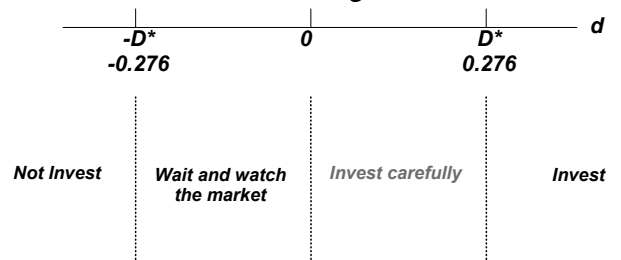 d
-D* 0 D*
-0.276 0.276
Not Invest Wait and watch Invest carefully Invest
the market